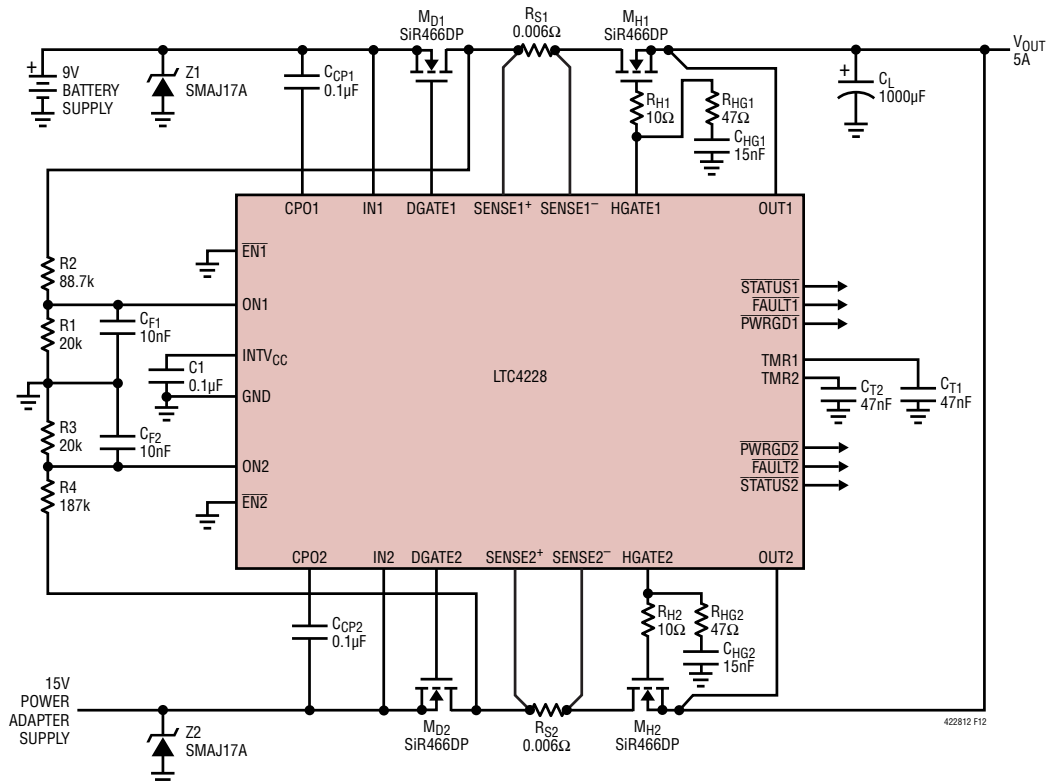 MD1
SiR466DP
RS1
0.006Ω
MH1
SiR466DP
VOUT
5A
+
9V
BATTERY
SUPPLY
Z1
SMAJ17A
CCP1
0.1µF
RH1
10Ω
RHG1
47Ω
CHG1
15nF
+
CL
1000µF
CPO1
IN1
DGATE1
SENSE1+
SENSE1–
HGATE1
OUT1
EN1
R2
88.7k
ON1
R1
20k
CF1
10nF
INTVCC
C1
0.1µF
GND
LTC4228
STATUS1
FAULT1
PWRGD1
TMR1
TMR2
CT2
47nF
CT1
47nF
R3
20k
CF2
10nF
ON2
R4
187k
EN2
PWRGD2
FAULT2
STATUS2
CPO2
IN2
DGATE2
SENSE2+
SENSE2–
HGATE2
OUT2
CCP2
0.1µF
RH2
10Ω
RHG2
47Ω
CHG2
15nF
15V
POWER
ADAPTER
SUPPLY
Z2
SMAJ17A
MD2
SiR466DP
RS2
0.006Ω
MH2
SiR466DP
422812 F12